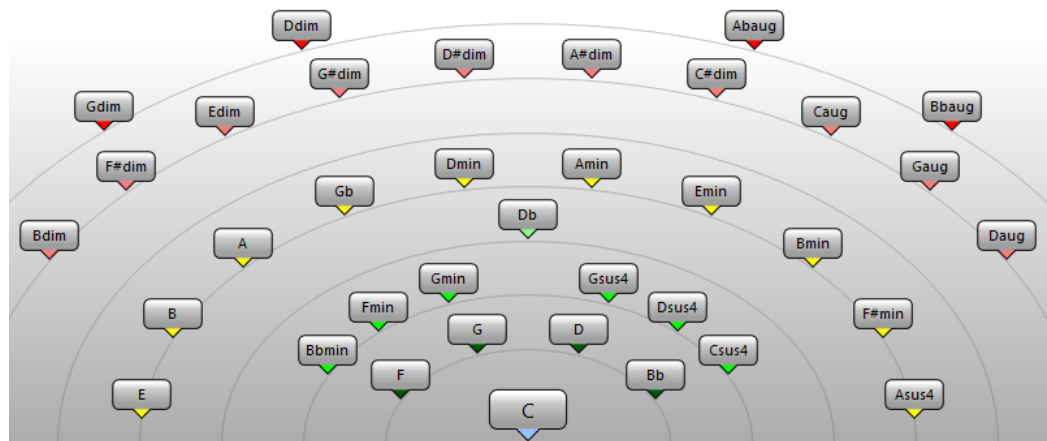 Ddim
Abaug
D#dim
A#dim
G#dim
C#dim
Gdim
Edim
Caug
Bbaug
F#dim
Dmin
Amin
Gaug
Gb
Emin
Db
Bdim
A
Bmin
Daug
Gmin
Gsus4
Fmin
Dsus4
B
F#min
G
D
Bbmin
Csus4
F
Bb
E
Asus4
C